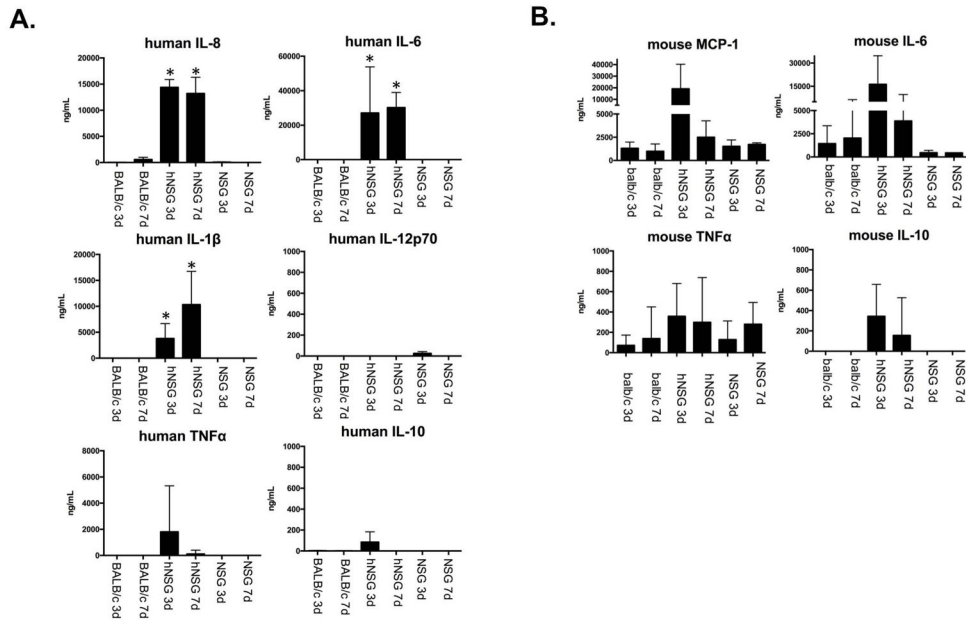 A.
human IL-8
ng/mL
20000
15000
10000
5000
0
* *
BALB/c 3d
BALB/c 7d
hNSG 3d
hNSG 7d
NSG 3d
NSG 7d
human IL-6
ng/mL
60000
40000
20000
0
* *
BALB/c 3d
BALB/c 7d
hNSG 3d
hNSG 7d
NSG 3d
NSG 7d
human IL-1β
ng/mL
20000
15000
10000
5000
0
* *
BALB/c 3d
BALB/c 7d
hNSG 3d
hNSG 7d
NSG 3d
NSG 7d
human IL-12p70
ng/mL
1000
800
600
400
200
0
BALB/c 3d
BALB/c 7d
hNSG 3d
hNSG 7d
NSG 3d
NSG 7d
human TNFα
ng/mL
8000
6000
4000
2000
0
BALB/c 3d
BALB/c 7d
hNSG 3d
hNSG 7d
NSG 3d
NSG 7d
human IL-10
ng/mL
1000
800
600
400
200
0
BALB/c 3d
BALB/c 7d
hNSG 3d
hNSG 7d
NSG 3d
NSG 7d
B.
mouse MCP-1
ng/mL
40000
30000
20000
10000
5000
2500
0
balb/c 3d
balb/c 7d
hNSG 3d
hNSG 7d
NSG 3d
NSG 7d
mouse IL-6
ng/mL
30000
15000
5000
2500
0
balb/c 3d
balb/c 7d
hNSG 3d
hNSG 7d
NSG 3d
NSG 7d
mouse TNFα
ng/mL
1000
800
600
400
200
0
balb/c 3d
balb/c 7d
hNSG 3d
hNSG 7d
NSG 3d
NSG 7d
mouse IL-10
ng/mL
1000
800
600
400
200
0
balb/c 3d
balb/c 7d
hNSG 3d
hNSG 7d
NSG 3d
NSG 7d